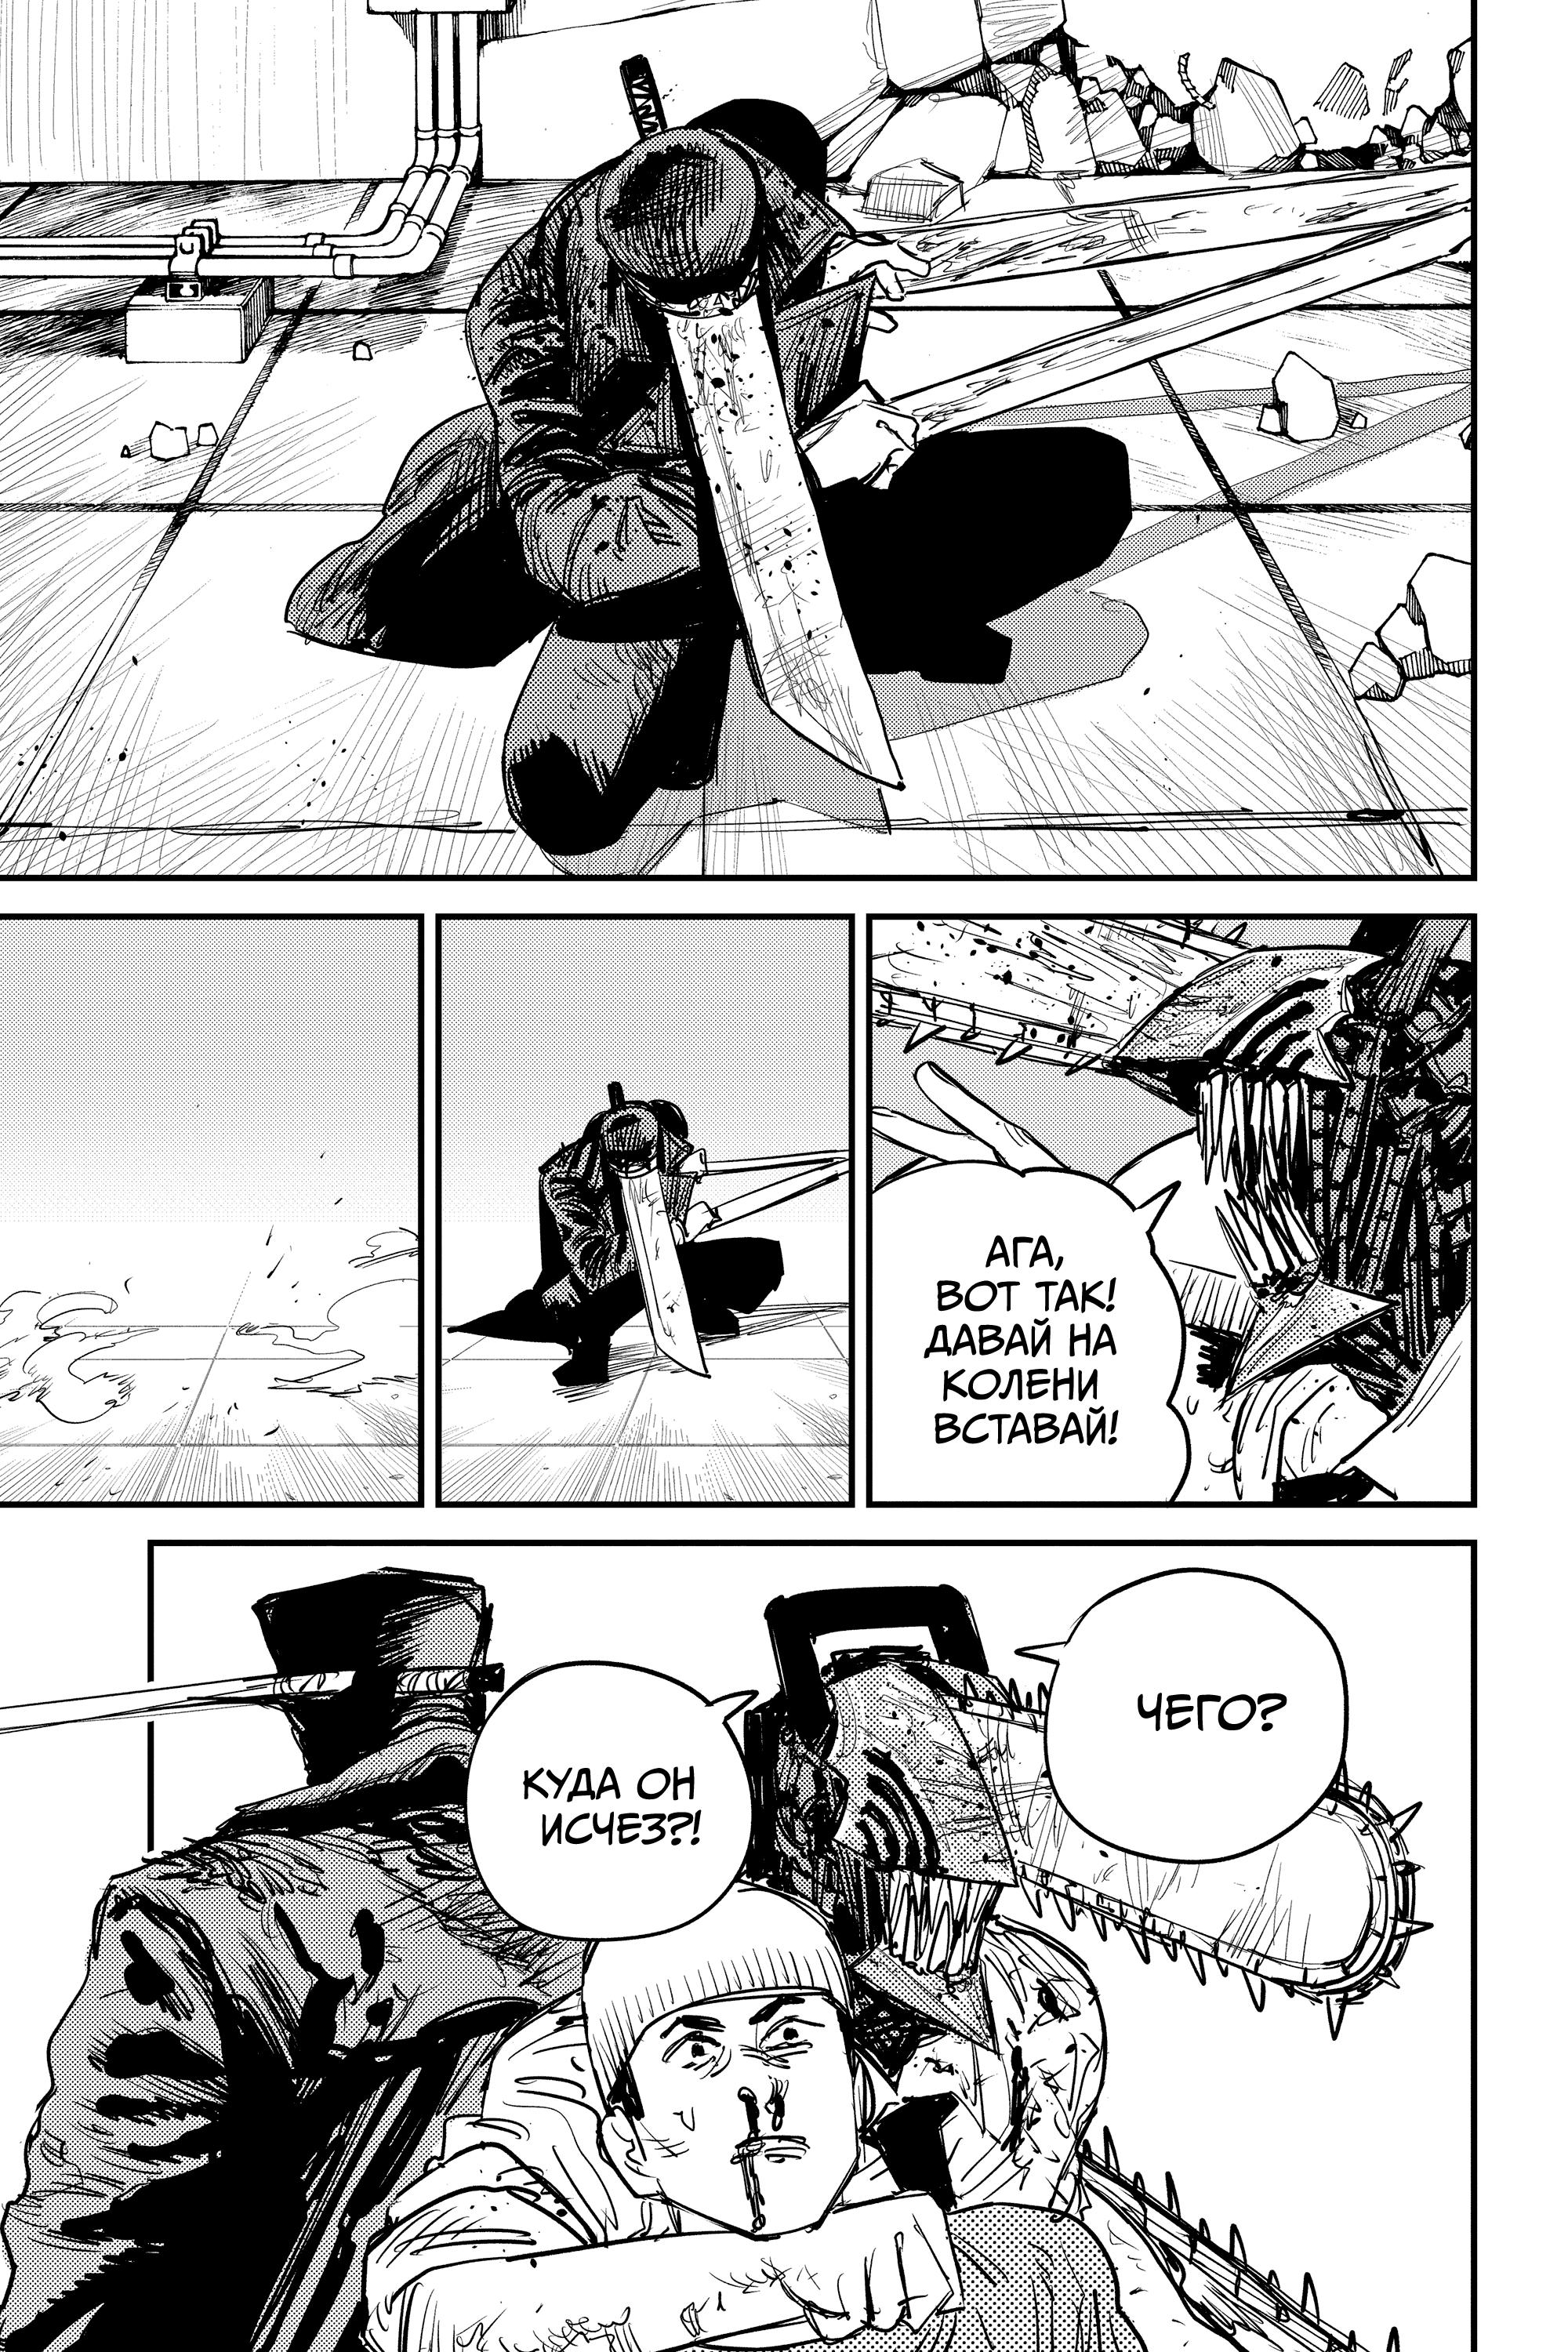 АГА,
ВОТ ТАК!
ДАВАЙ НА
КОЛЕНИ
ВСТАВАЙ!
ЧЕГО?
КУДА ОН
ИСЧЕЗ?!